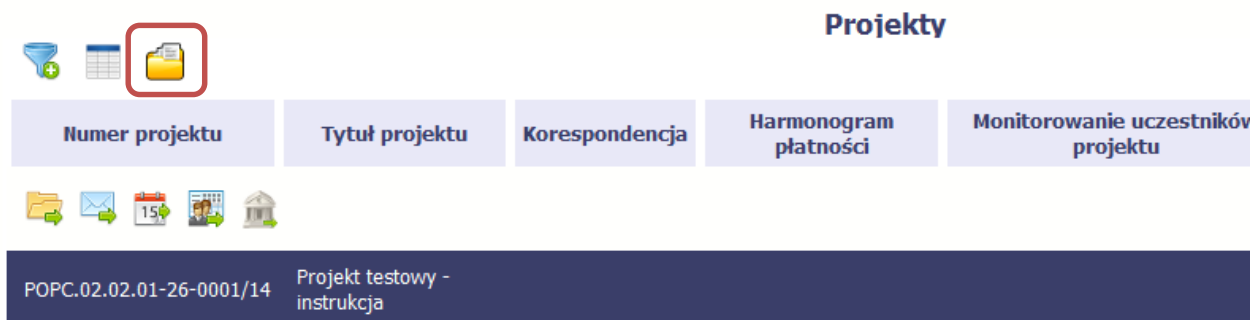 Projekty
Numer projektu
Tytuł projektu
Korespondencja
Harmonogram
płatności
Monitorowanie uczestników
projektu
15
POPC.02.02.01-26-0001/14
Projekt testowy -
instrukcja